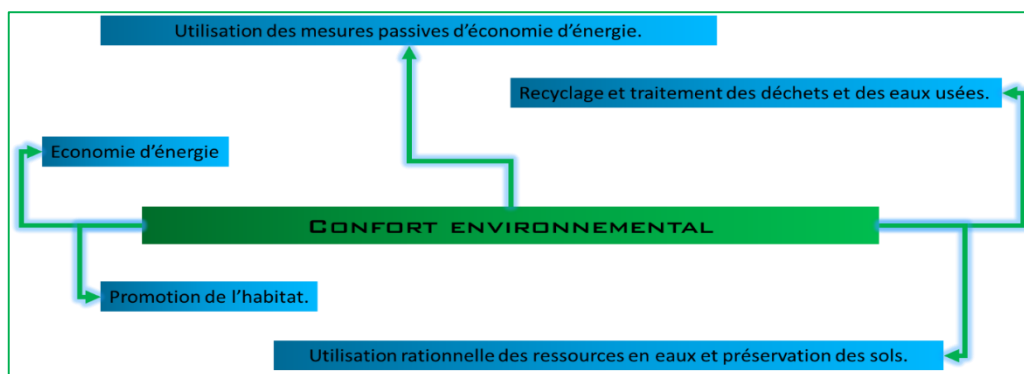 Utilisation des mesures passives d’économie d’énergie.
Recyclage et traitement des déchets et des eaux usées.
Economie d’énergie
CONFORT ENVIRONNEMENTAL
Promotion de l’habitat.
Utilisation rationnelle des ressources en eaux et préservation des sols.